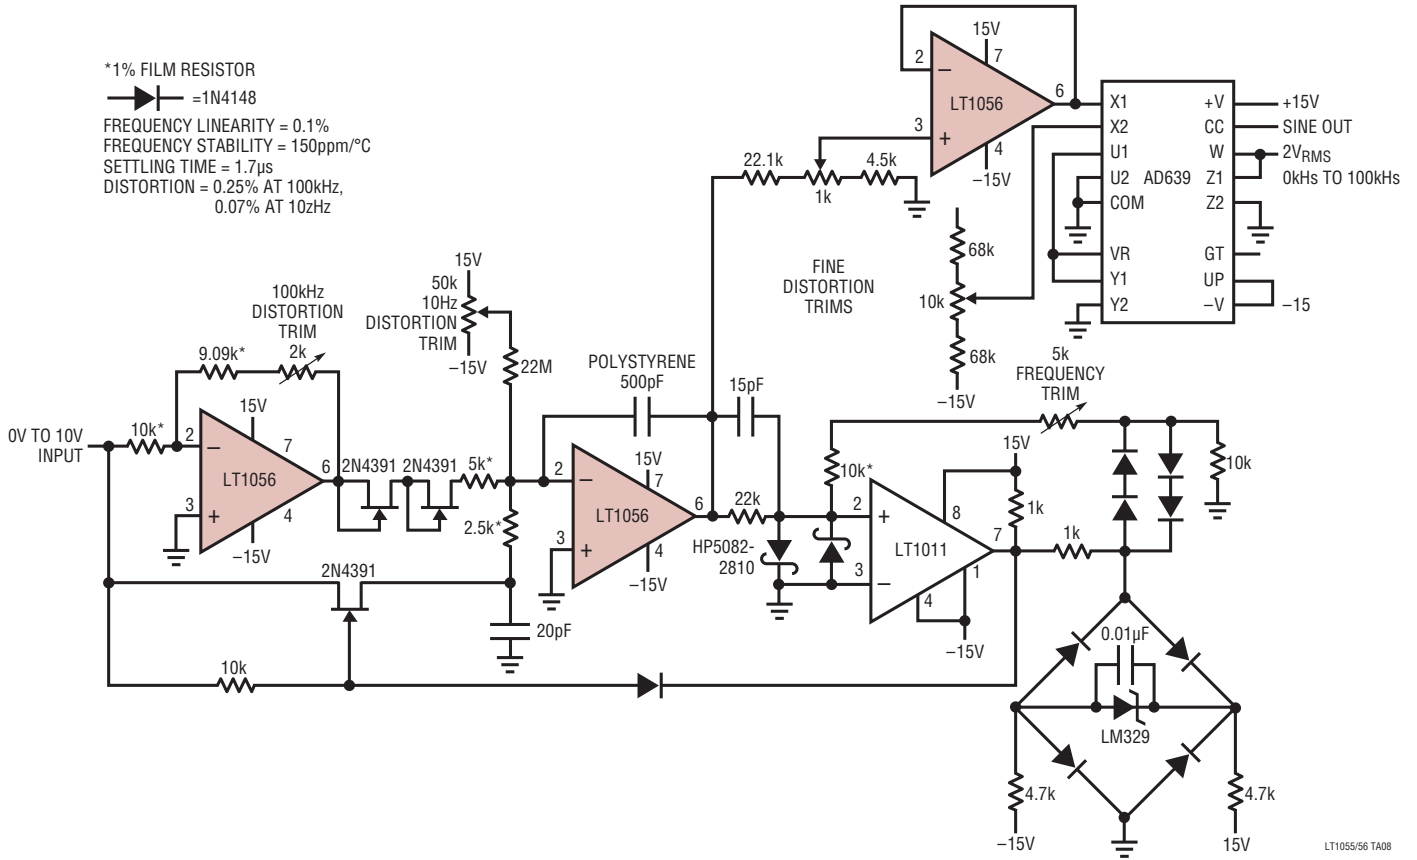 *1% FILM RESISTOR
=1N4148
FREQUENCY LINEARITY = 0.1%
FREQUENCY STABILITY = 150ppm/°C
SETTLING TIME = 1.7µs
DISTORTION = 0.25% AT 100kHz,
0.07% AT 10zHz
15V
2
7
–
LT1056
6
3
+
4
–15V
22.1k
4.5k
1k
X1
X2
U1
U2
COM
VR
Y1
Y2
AD639
+V
CC
W
Z1
Z2
GT
UP
–V
+15V
SINE OUT
2VRMS
0kHs TO 100kHs
–15
FINE
DISTORTION
TRIMS
68k
10k
68k
–15V
15V
50k
10Hz
DISTORTION
TRIM
–15V
22M
100kHz
DISTORTION
TRIM
2k
9.09k*
0V TO 10V
INPUT
10k*
15V
2
–
7
LT1056
6
3
+
4
–15V
2N4391
2N4391
5k*
2.5k*
2N4391
20pF
10k
POLYSTYRENE
500pF
15pF
15V
2
–
7
LT1056
6
3
+
4
–15V
22k
HP5082-
2810
10k*
5k
FREQUENCY
TRIM
15V
2
+
8
LT1011
7
3
–
1
4
–15V
1k
1k
10k
0.01µF
LM329
4.7k
4.7k
–15V
15V
LT1055/56 TA08